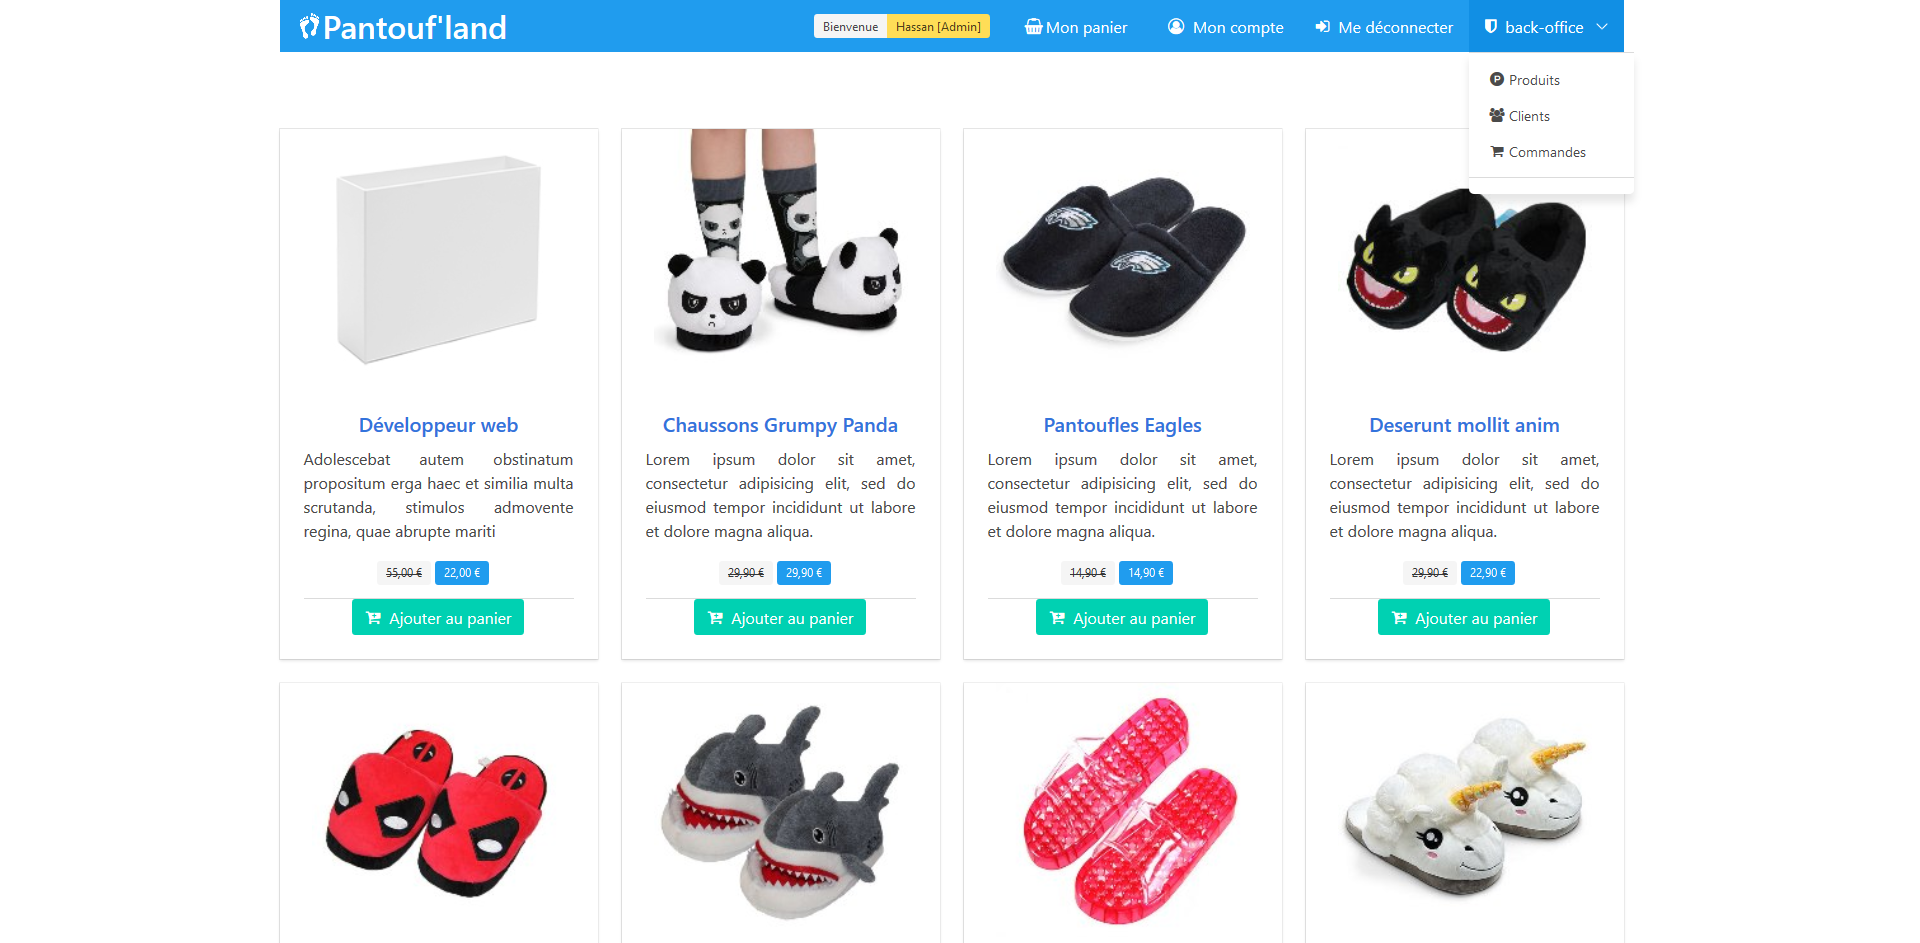 Pantouf'land
Bienvenue Hassan [Admin]
Mon panier
Mon compte
Me déconnecter
back-office
Produits
Clients
Commandes
Développeur web
Adolescebat autem obstinatum
propositum erga haec et similia multa
scrutanda, stimulos admovente
regina, quae abrupte mariti
55,00 € 22,00 €
Ajouter au panier
Chaussons Grumpy Panda
Lorem ipsum dolor sit amet,
consectetur adipisicing elit, sed do
eiusmod tempor incididunt ut labore
et dolore magna aliqua.
29,90 € 29,90 €
Ajouter au panier
Pantoufles Eagles
Lorem ipsum dolor sit amet,
consectetur adipisicing elit, sed do
eiusmod tempor incididunt ut labore
et dolore magna aliqua.
14,90 € 14,90 €
Ajouter au panier
Deserunt mollit anim
Lorem ipsum dolor sit amet,
consectetur adipisicing elit, sed do
eiusmod tempor incididunt ut labore
et dolore magna aliqua.
29,90 € 22,90 €
Ajouter au panier